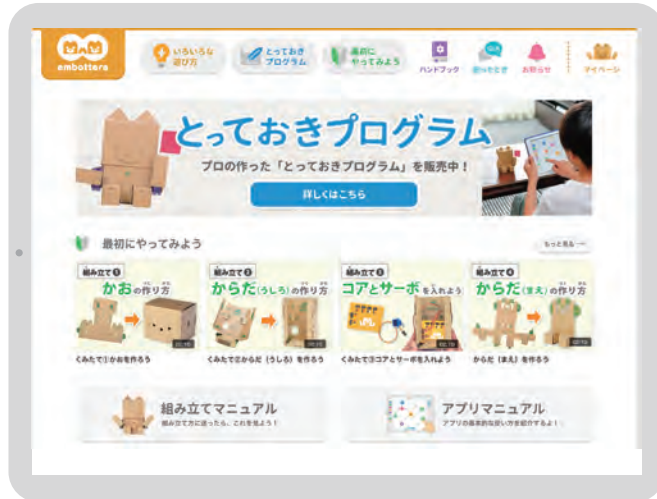 embottara
いろいろな
遊び方
とっておき
プログラム
最初に
やってみよう
ハンドブック
困ったとき
お知らせ
マイページ
とっておきプログラム
プロの作った「とっておきプログラム」を販売中！
詳しくはこちら
最初にやってみよう
もっと見る
組み立て❶
かおの作り方
組み立て❷
からだ(うしろ)の作り方
組み立て❸
コアとサーボを入れよう
組み立て❹
からだ(まえ)の作り方
くみたて①かおを作ろう
くみたて②からだ（うしろ）を作ろう
くみたて③コアとサーボを入れよう
からだ（まえ）を作ろう
組み立てマニュアル
組み立て方に迷ったら、これを見よう！
アプリマニュアル
アプリの基本的な使い方を紹介するよ！